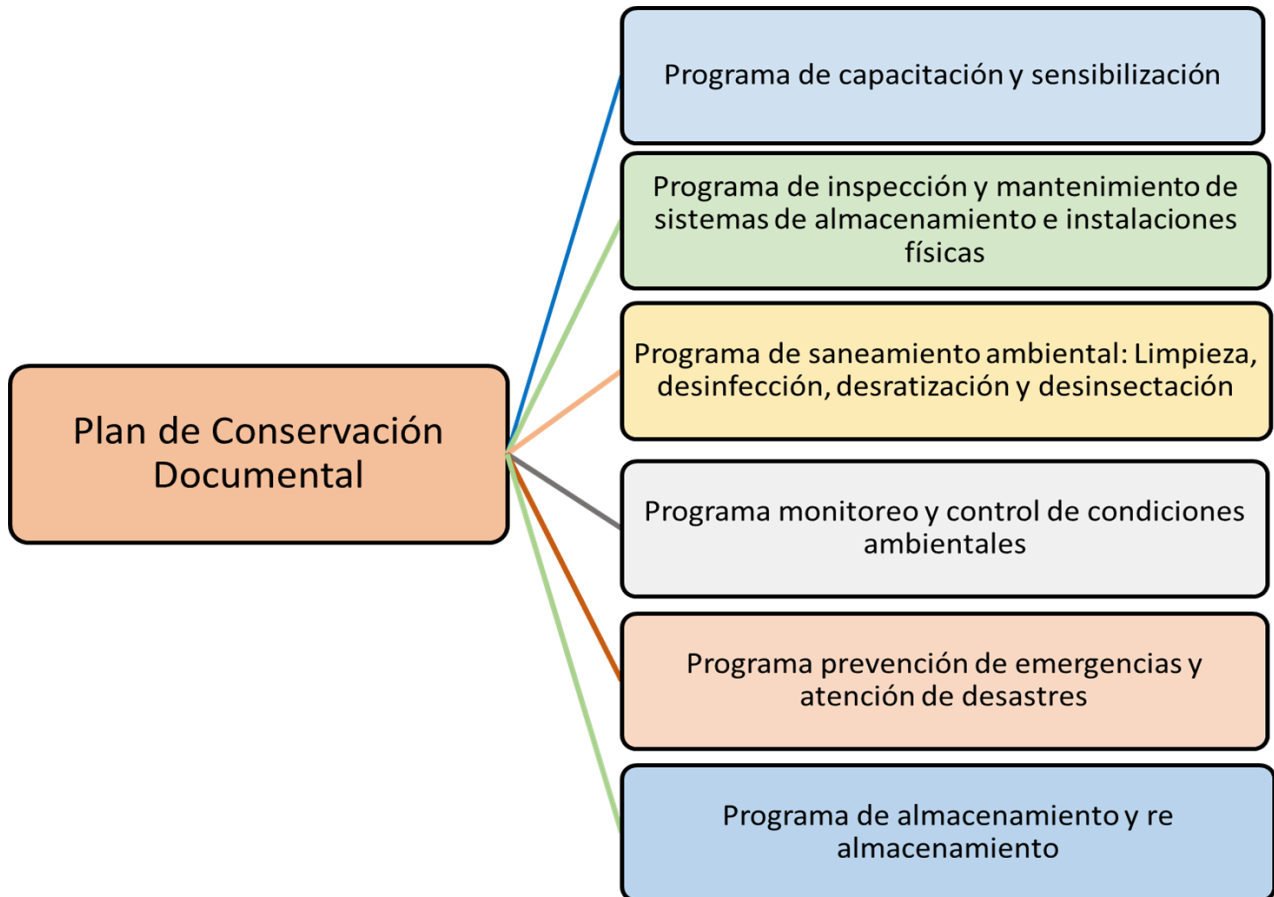 Programa de capacitación y sensibilización
Programa de inspección y mantenimiento de
sistemas de almacenamiento e instalaciones
físicas
Programa de saneamiento ambiental: Limpieza,
desinfección, desratización y desinsectación
Plan de Conservación
Documental
Programa monitoreo y control de condiciones
ambientales
Programa prevención de emergencias y
atención de desastres
Programa de almacenamiento y re
almacenamiento